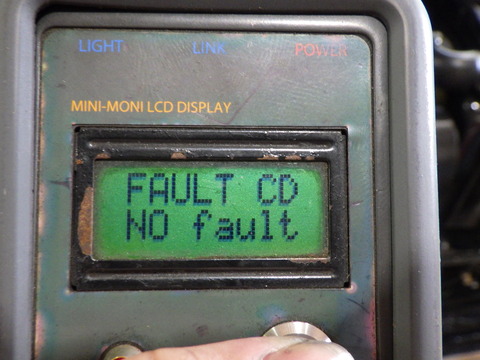 LIGHT LINK POWER
MINI-MONI LCD DISPLAY
FAULT CD
NO fault